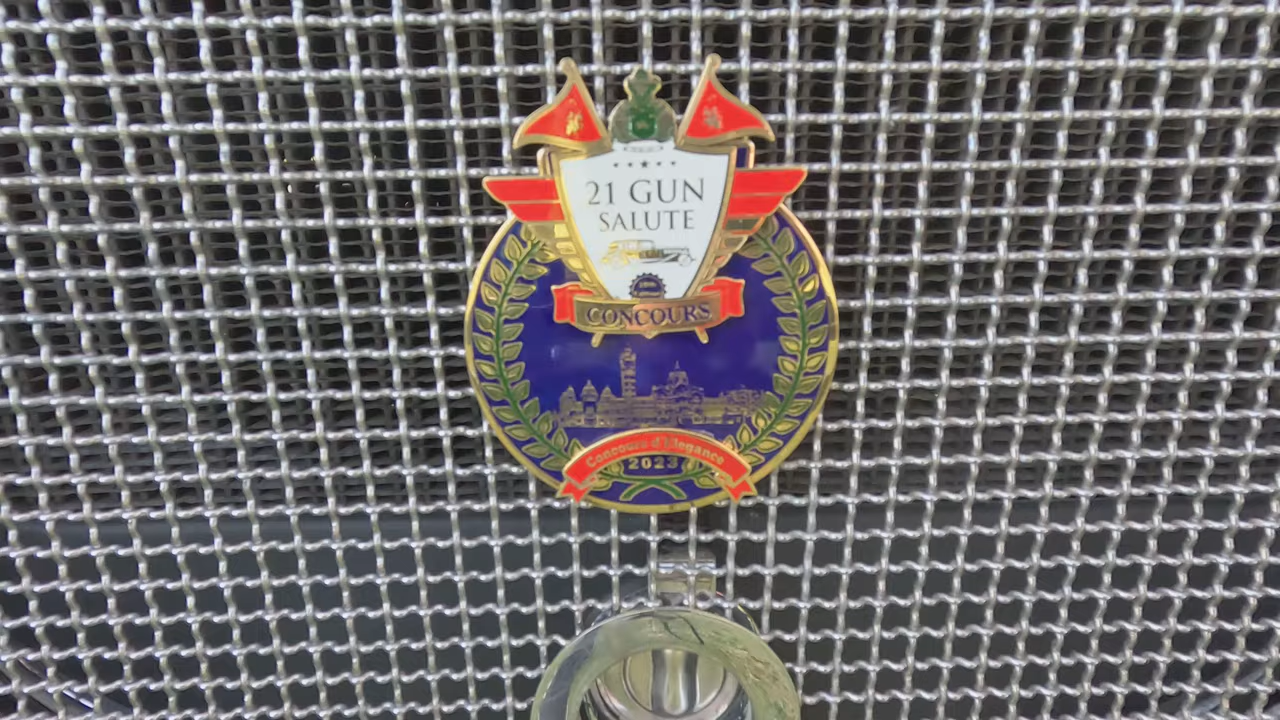 21 GUN
SALUTE
CONCOURS
Concours d'Elegance
2023